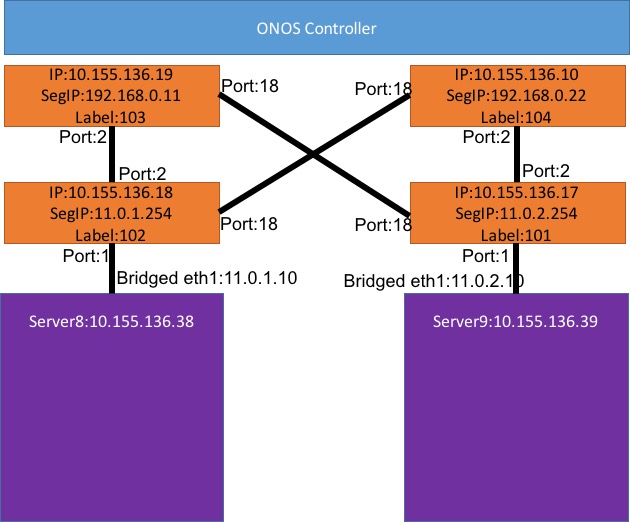 ONOS Controller
IP:10.155.136.19
SegIP:192.168.0.11
Label:103
Port:18
Port:18
IP:10.155.136.10
SegIP:192.168.0.22
Label:104
Port:2
Port:2
Port:2
Port:2
IP:10.155.136.18
SegIP:11.0.1.254
Label:102
Port:18
Port:18
IP:10.155.136.17
SegIP:11.0.2.254
Label:101
Port:1
Port:1
Bridged eth1:11.0.1.10
Bridged eth1:11.0.2.10
Server8:10.155.136.38
Server9:10.155.136.39